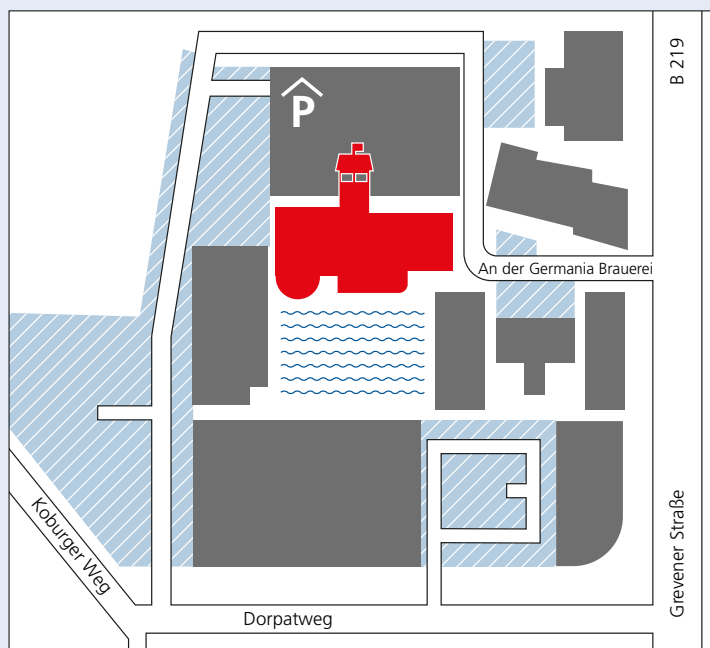 B 219
P
An der Germania Brauerei
Koburger Weg
Grevener Straße
Dorpatweg